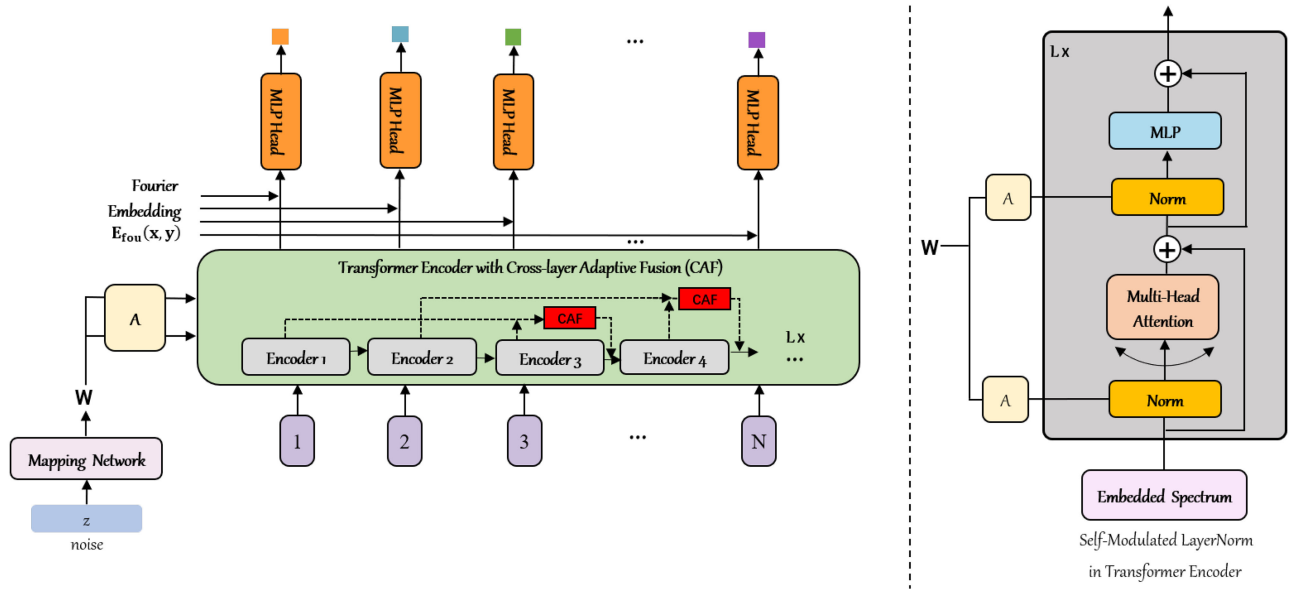 ...
MLP Head
MLP Head
MLP Head
MLP Head
Fourier
Embedding
E_fou(x, y)
...
Transformer Encoder with Cross-layer Adaptive Fusion (CAF)
A
CAF
CAF
Encoder 1
Encoder 2
Encoder 3
Encoder 4
L x
...
W
1
2
3
...
N
Mapping Network
z
noise
L x
+
MLP
A
Norm
W
+
Multi-Head
Attention
A
Norm
Embedded Spectrum
Self-Modulated LayerNorm
in Transformer Encoder